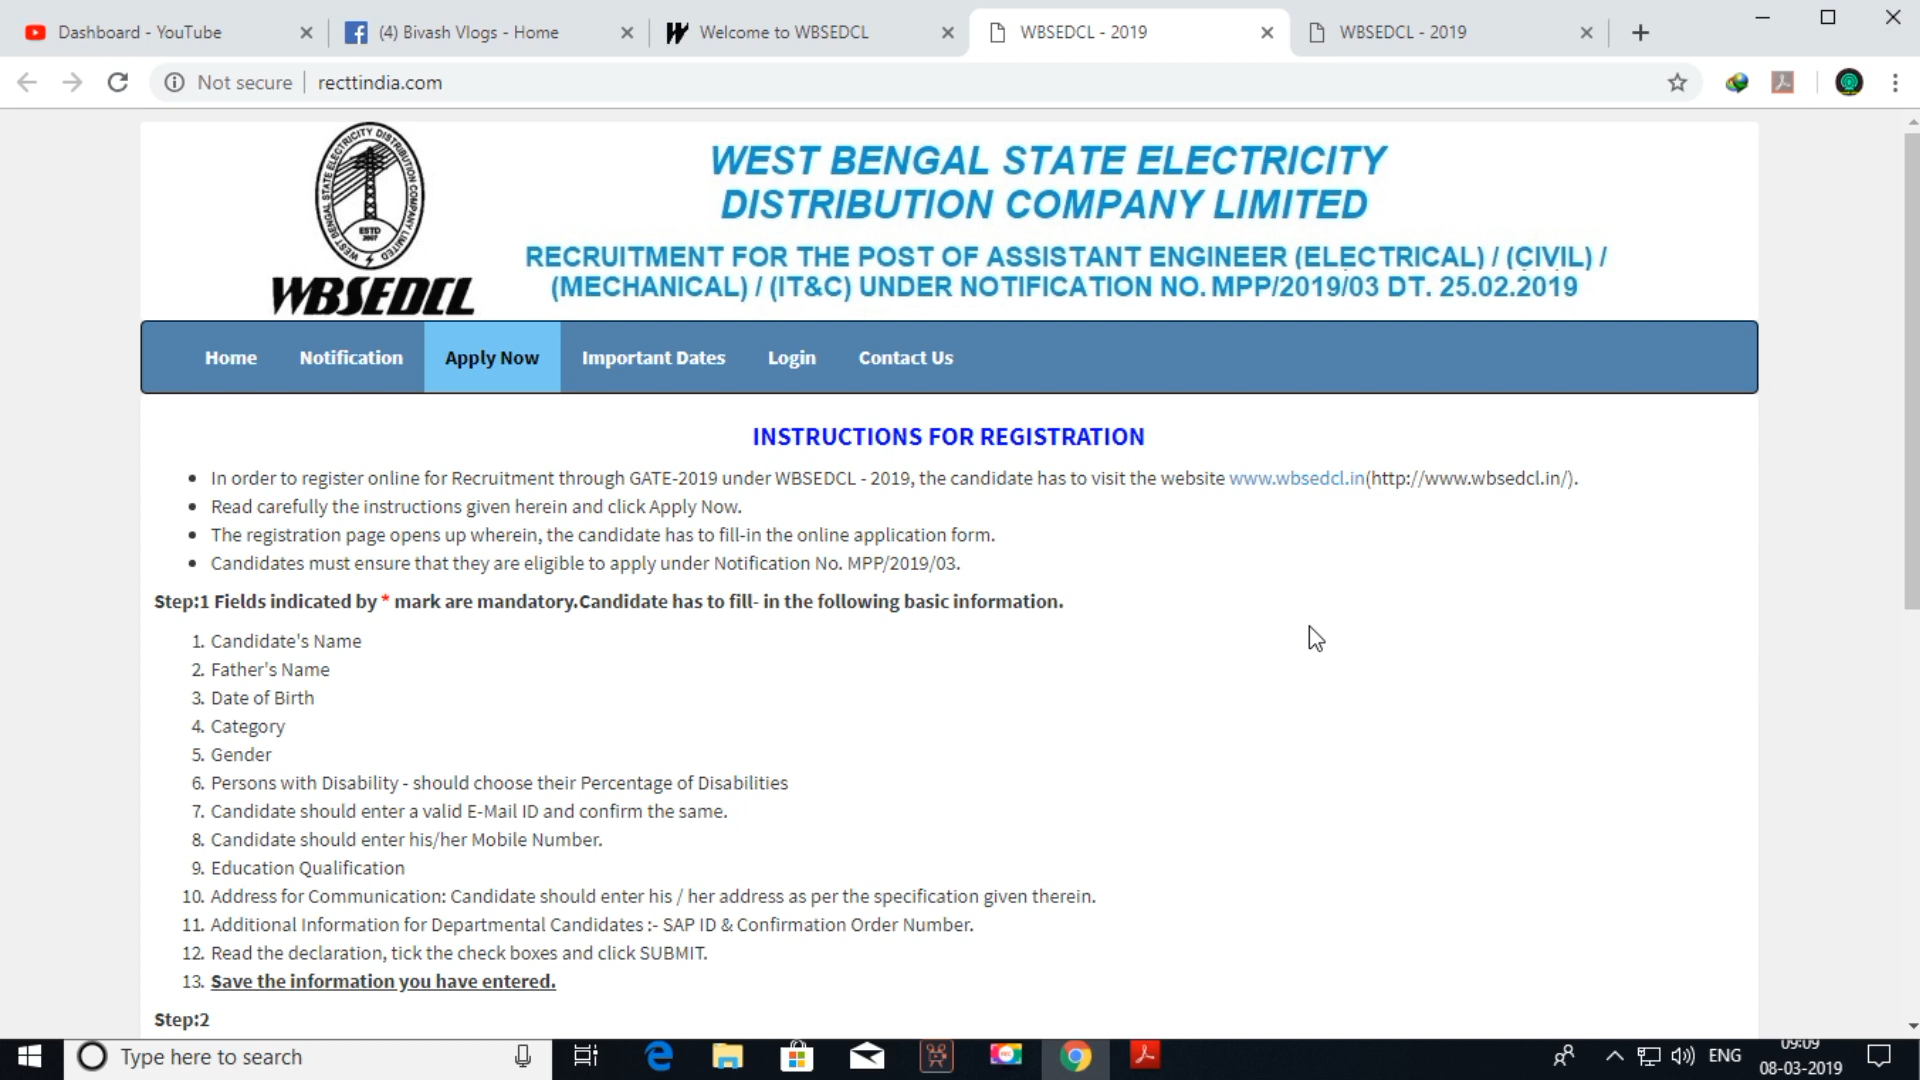 Dashboard - YouTube
(4) Bivash Vlogs - Home
Welcome to WBSEDCL
WBSEDCL - 2019
WBSEDCL - 2019
Not secure
recttindia.com
WEST BENGAL STATE ELECTRICITY DISTRIBUTION COMPANY LIMITED
ESTD
2007
WBSEDCL
WEST BENGAL STATE ELECTRICITY
DISTRIBUTION COMPANY LIMITED
RECRUITMENT FOR THE POST OF ASSISTANT ENGINEER (ELECTRICAL) / (CIVIL) /
(MECHANICAL) / (IT&C) UNDER NOTIFICATION NO. MPP/2019/03 DT. 25.02.2019
Home Notification Apply Now Important Dates Login Contact Us
INSTRUCTIONS FOR REGISTRATION
• In order to register online for Recruitment through GATE-2019 under WBSEDCL - 2019, the candidate has to visit the website www.wbsedcl.in(http://www.wbsedcl.in/).
• Read carefully the instructions given herein and click Apply Now.
• The registration page opens up wherein, the candidate has to fill-in the online application form.
• Candidates must ensure that they are eligible to apply under Notification No. MPP/2019/03.
Step:1 Fields indicated by * mark are mandatory.Candidate has to fill- in the following basic information.
1. Candidate's Name
2. Father's Name
3. Date of Birth
4. Category
5. Gender
6. Persons with Disability - should choose their Percentage of Disabilities
7. Candidate should enter a valid E-Mail ID and confirm the same.
8. Candidate should enter his/her Mobile Number.
9. Education Qualification
10. Address for Communication: Candidate should enter his / her address as per the specification given therein.
11. Additional Information for Departmental Candidates :- SAP ID & Confirmation Order Number.
12. Read the declaration, tick the check boxes and click SUBMIT.
13. Save the information you have entered.
Step:2
Type here to search
ENG
09:09
08-03-2019